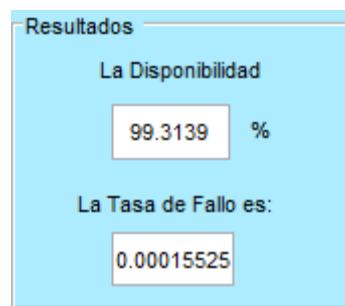 Resultados
La Disponibilidad
99.3139 %
La Tasa de Fallo es:
0.00015525